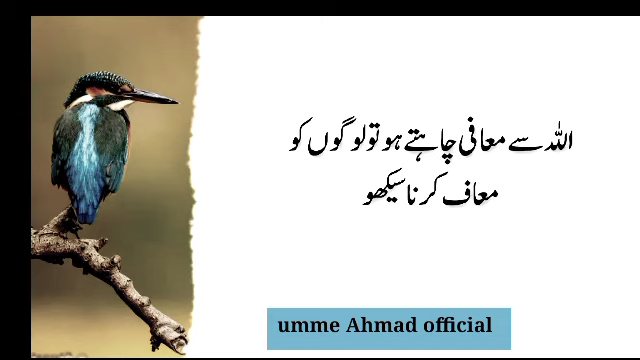 اللہ سے معافی چاہتے ہو تو لوگوں کو
معاف کرنا سیکھو
umme Ahmad official